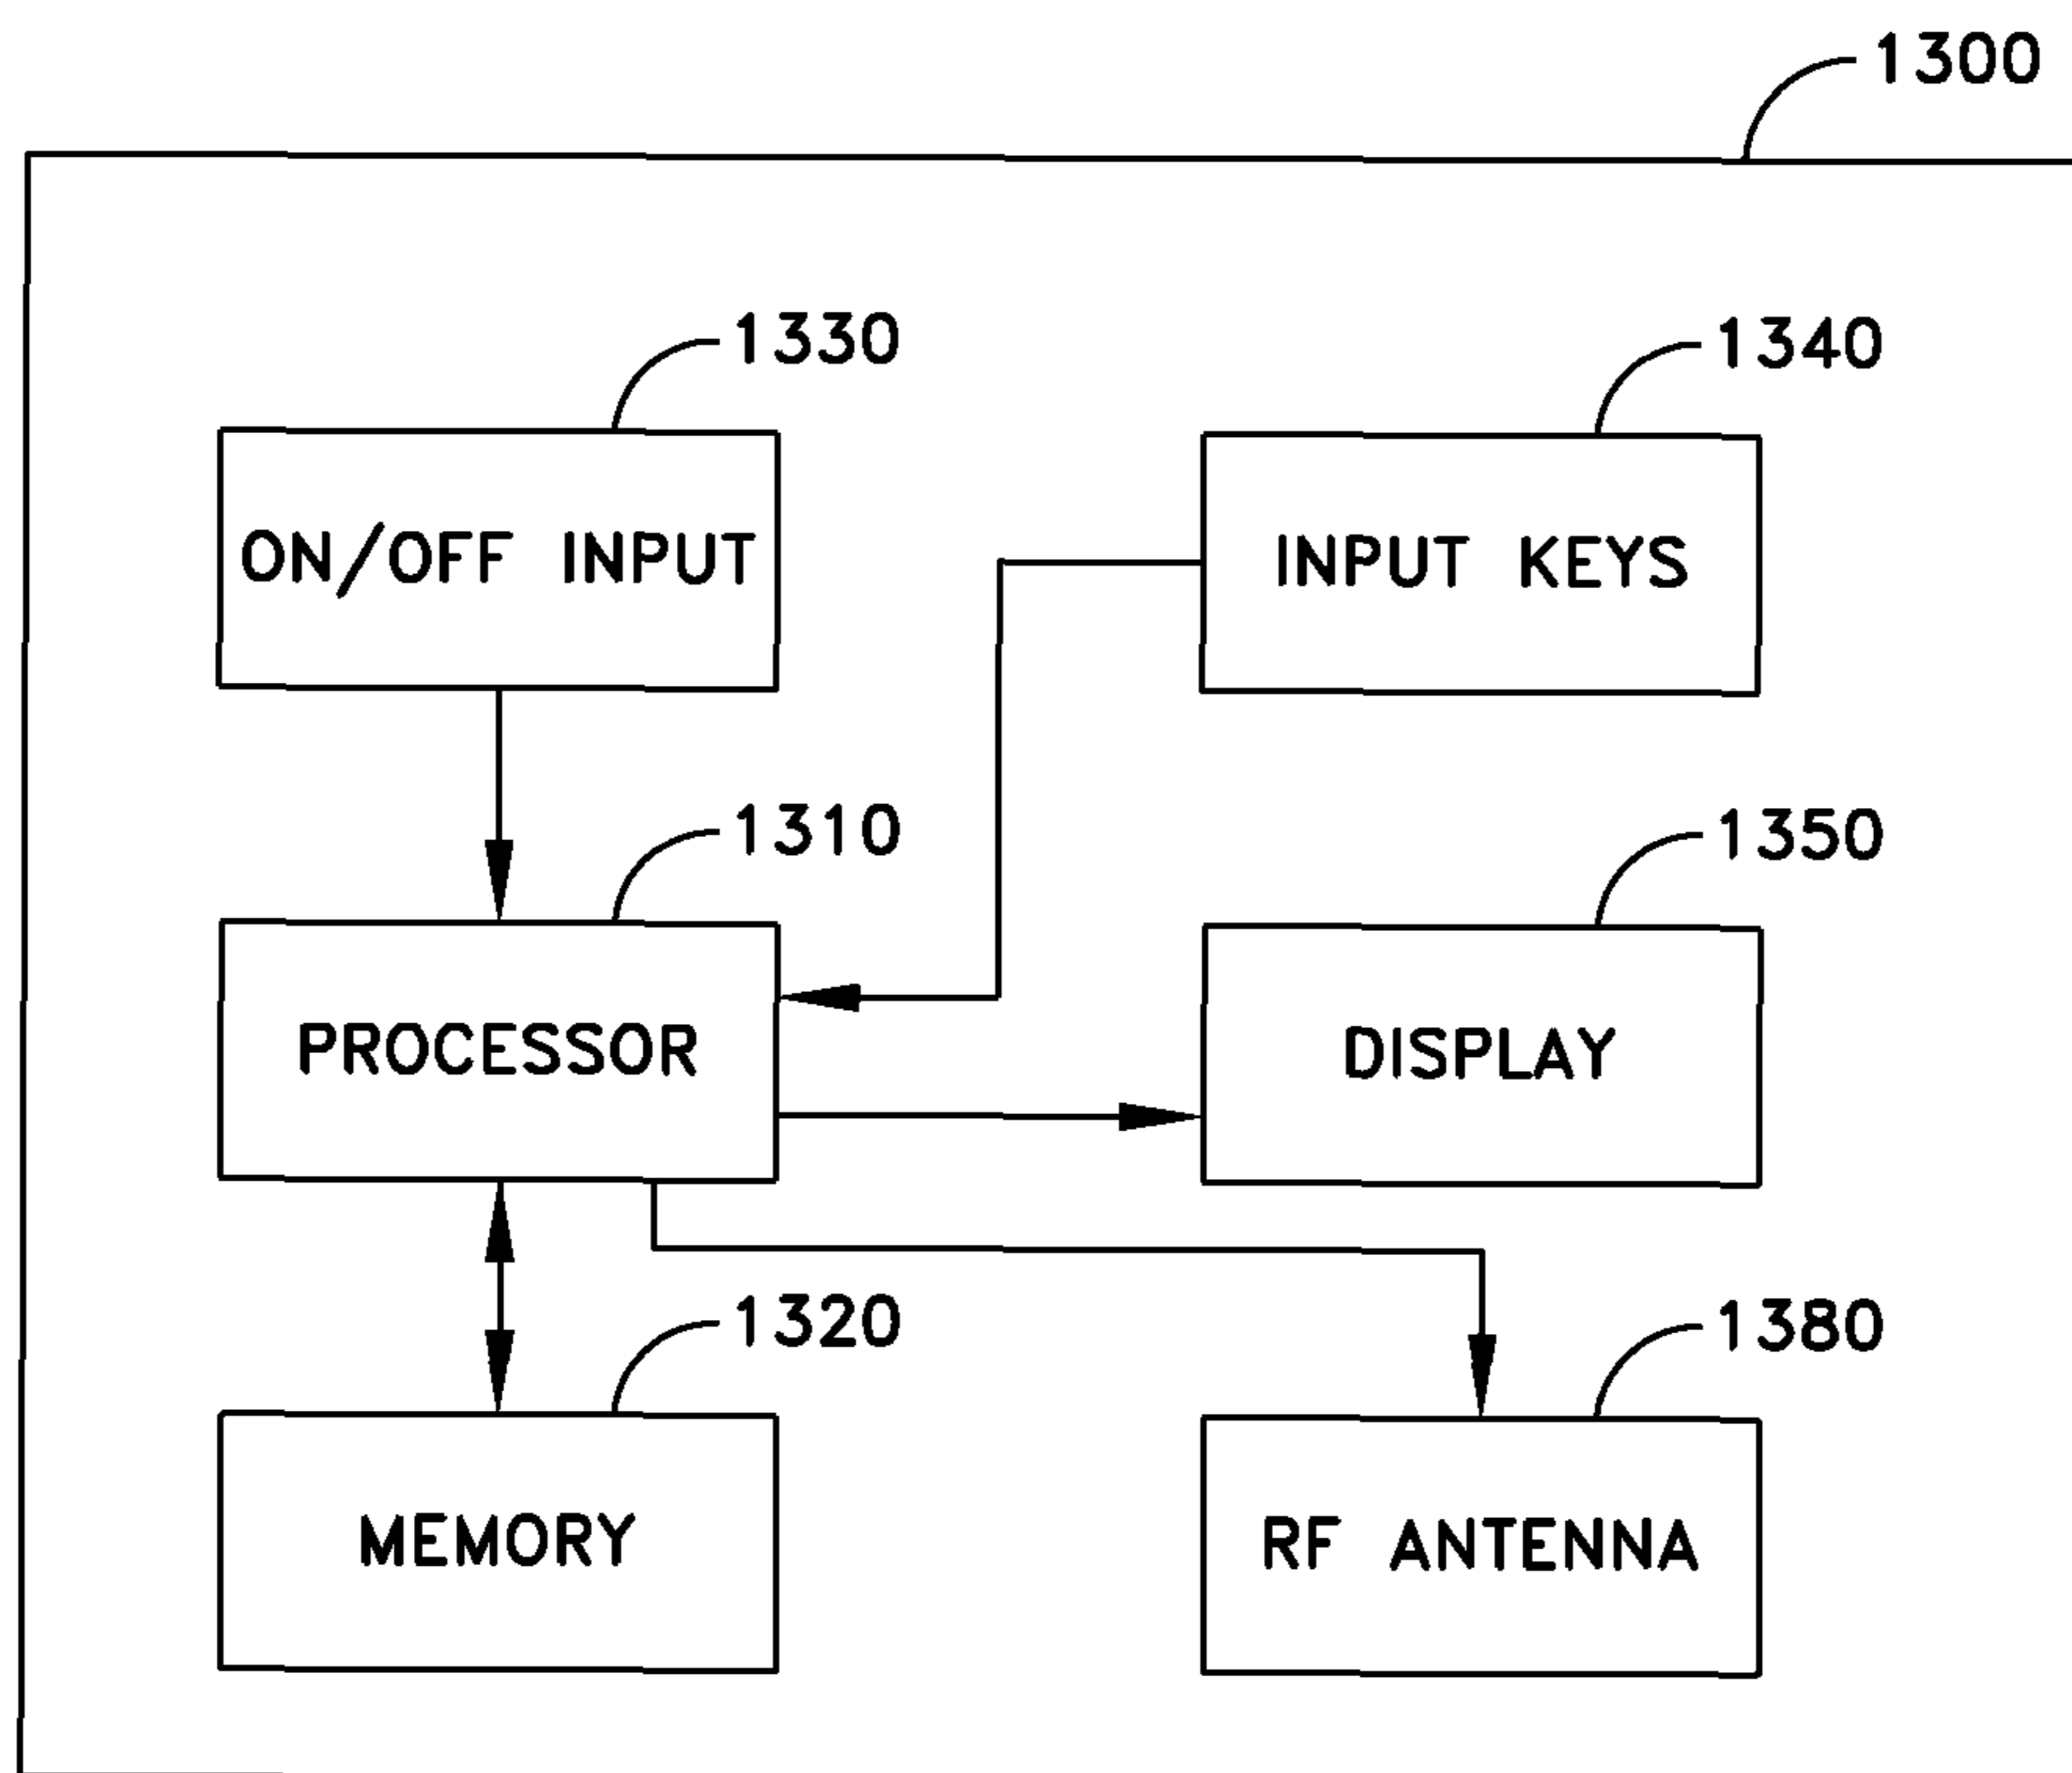 1300
1330
1340
ON/OFF INPUT
INPUT KEYS
1310
1350
PROCESSOR
DISPLAY
1320
1380
MEMORY
RF ANTENNA